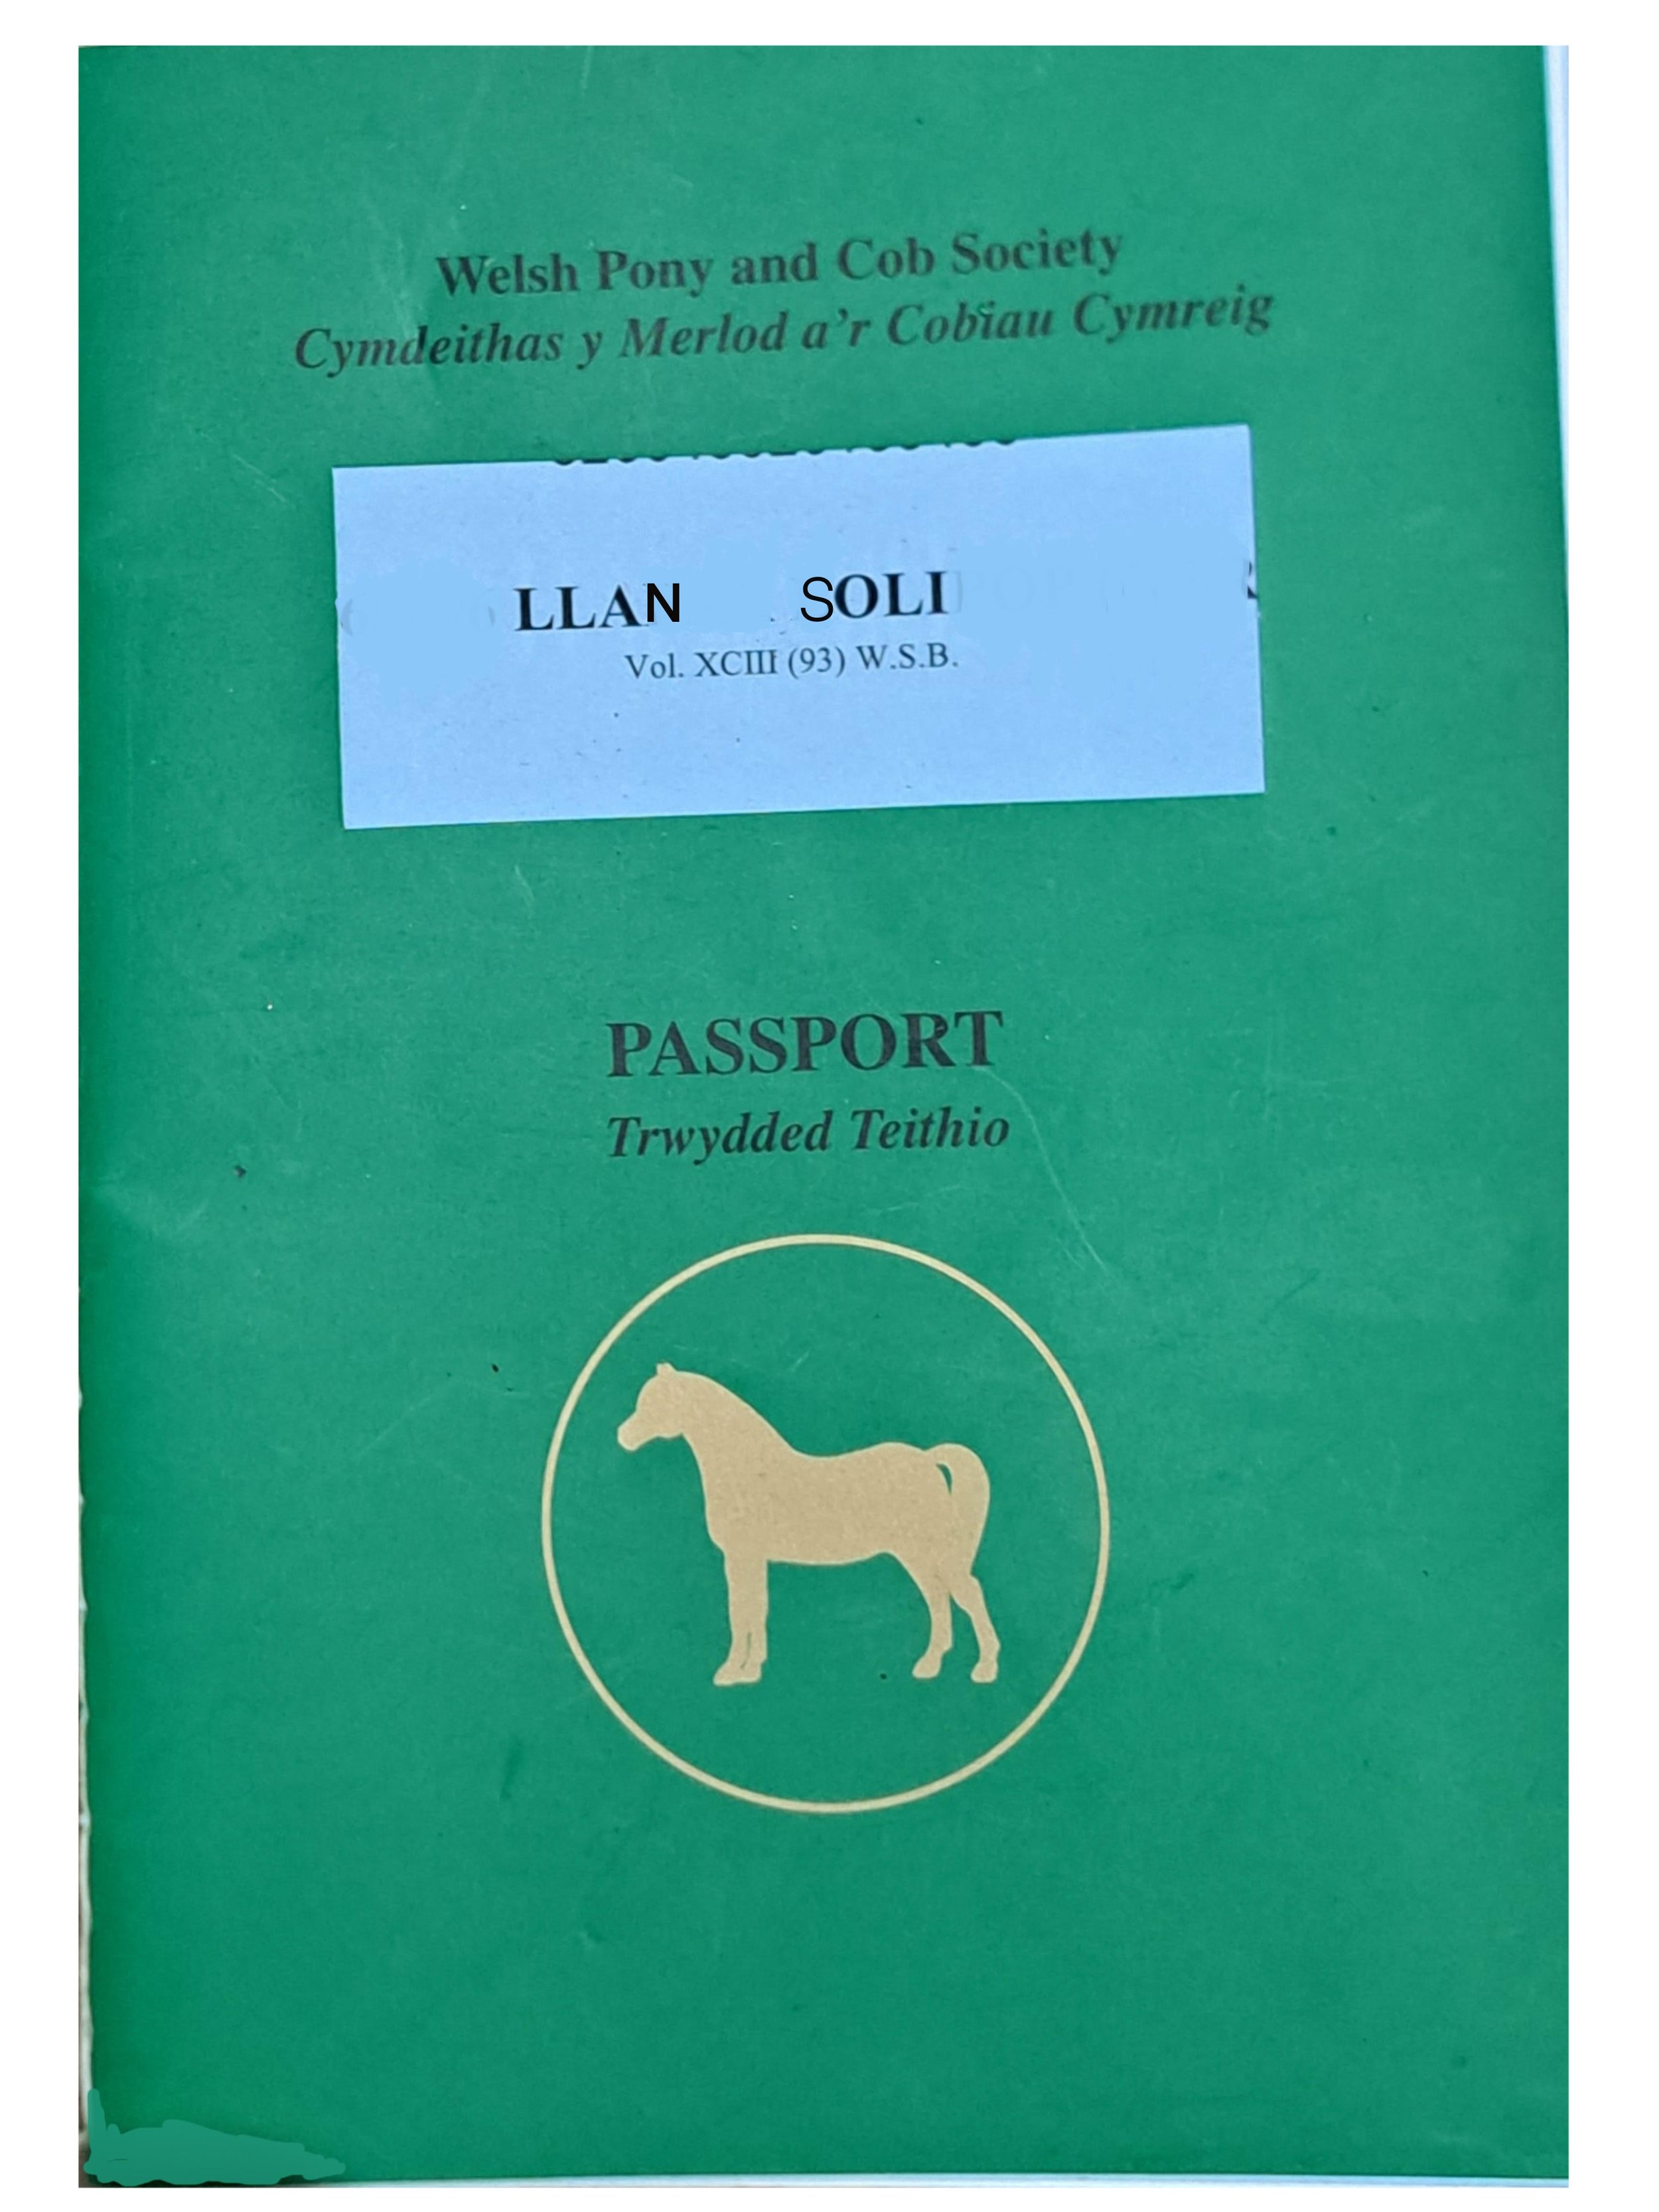 Welsh Pony and Cob Society
Cymdeithas y Merlod a'r Cobiau Cymreig
LLAN SOLI
Vol. XCIII (93) W.S.B.
PASSPORT
Trwydded Teithio